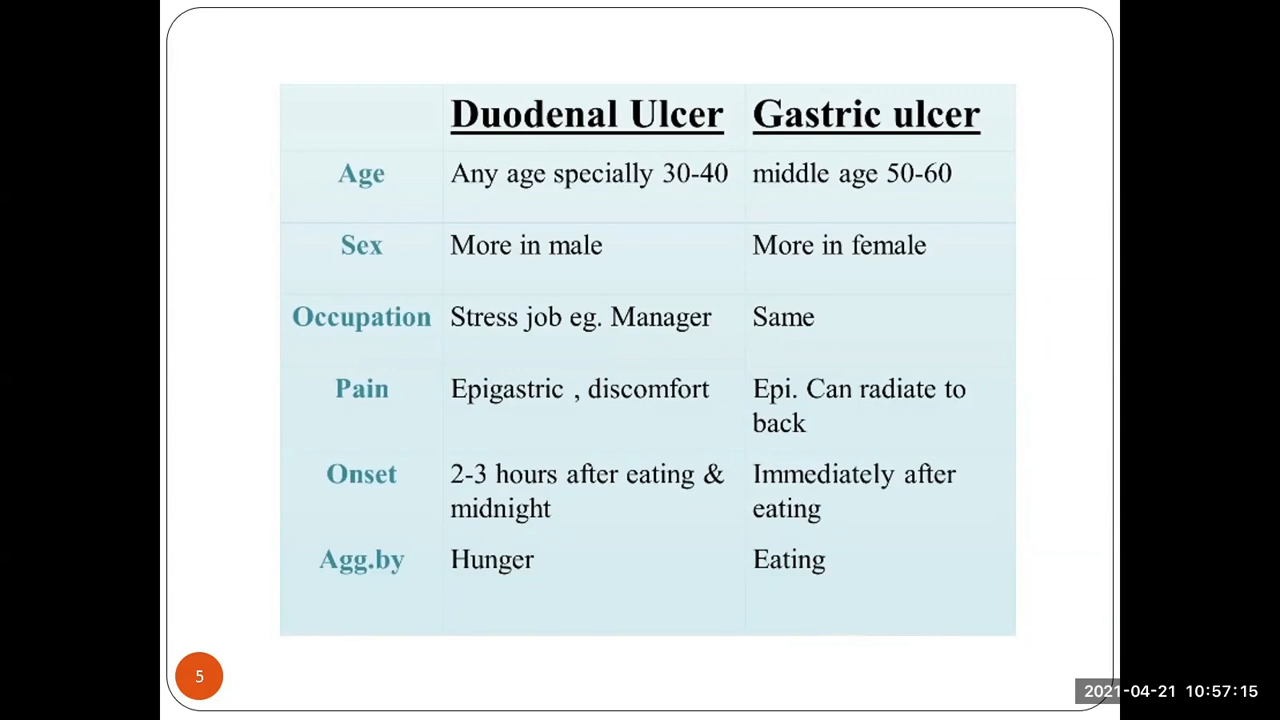 Duodenal Ulcer Gastric ulcer
Age Any age specially 30-40 middle age 50-60
Sex More in male More in female
Occupation Stress job eg. Manager Same
Pain Epigastric , discomfort Epi. Can radiate to
back
Onset 2-3 hours after eating & Immediately after
midnight eating
Agg.by Hunger Eating
5
2021-04-21 10:57:15